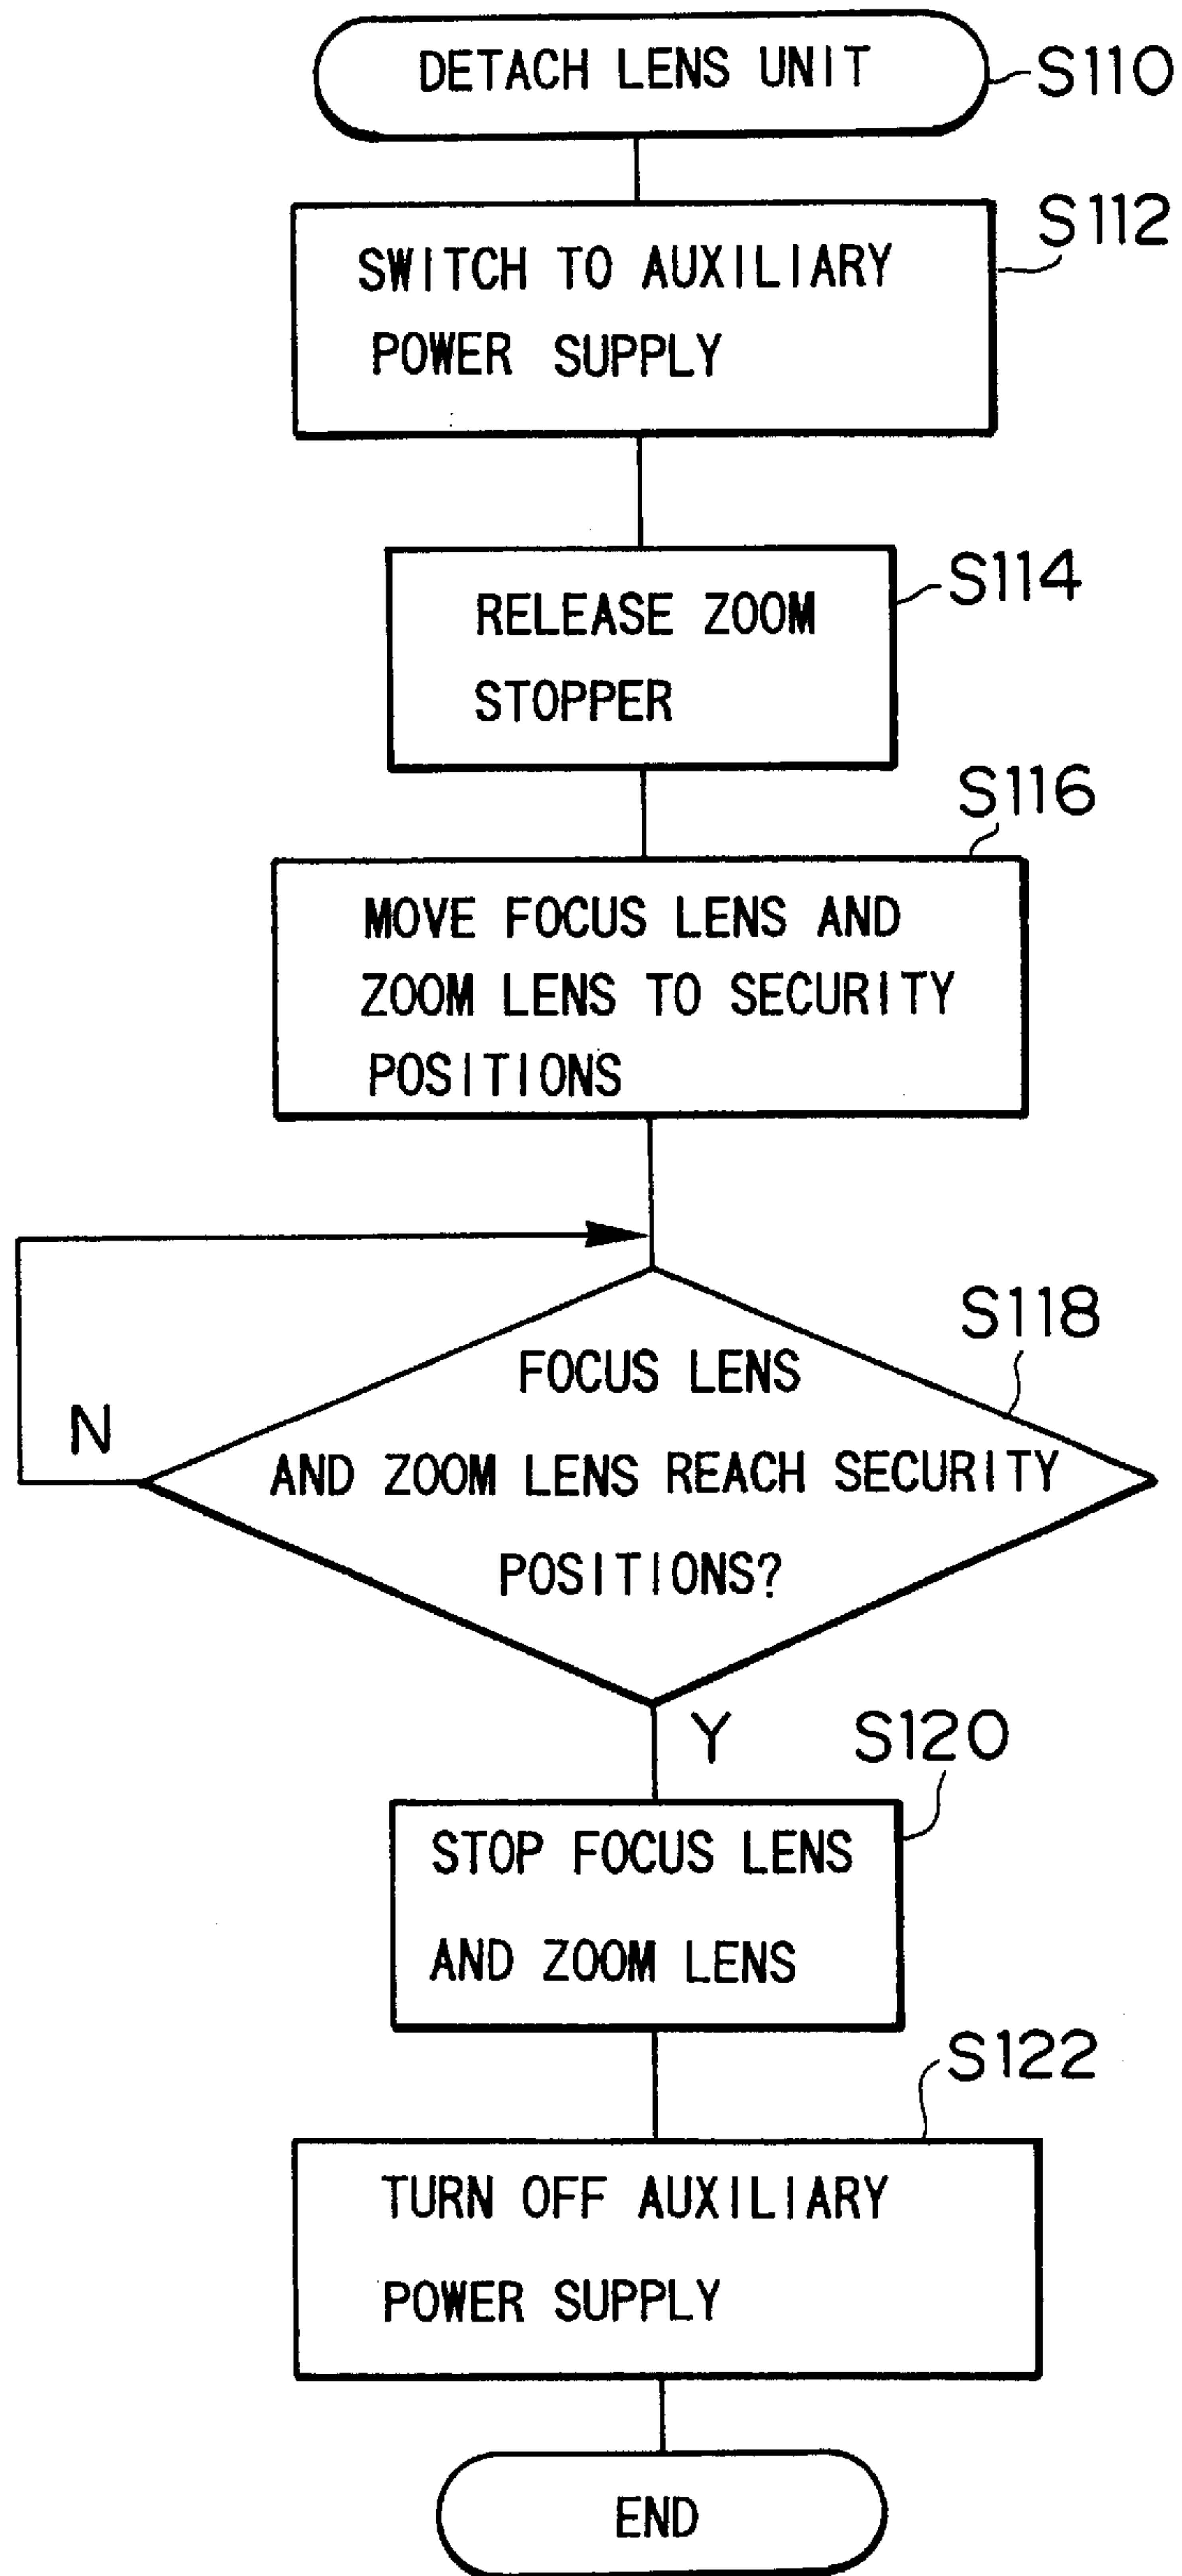 DETACH LENS UNIT
S110
S112
SWITCH TO AUXILIARY
POWER SUPPLY
S114
RELEASE ZOOM
STOPPER
S116
MOVE FOCUS LENS AND
ZOOM LENS TO SECURITY
POSITIONS
S118
FOCUS LENS
N
AND ZOOM LENS REACH SECURITY
POSITIONS?
Y
S120
STOP FOCUS LENS
AND ZOOM LENS
S122
TURN OFF AUXILIARY
POWER SUPPLY
END